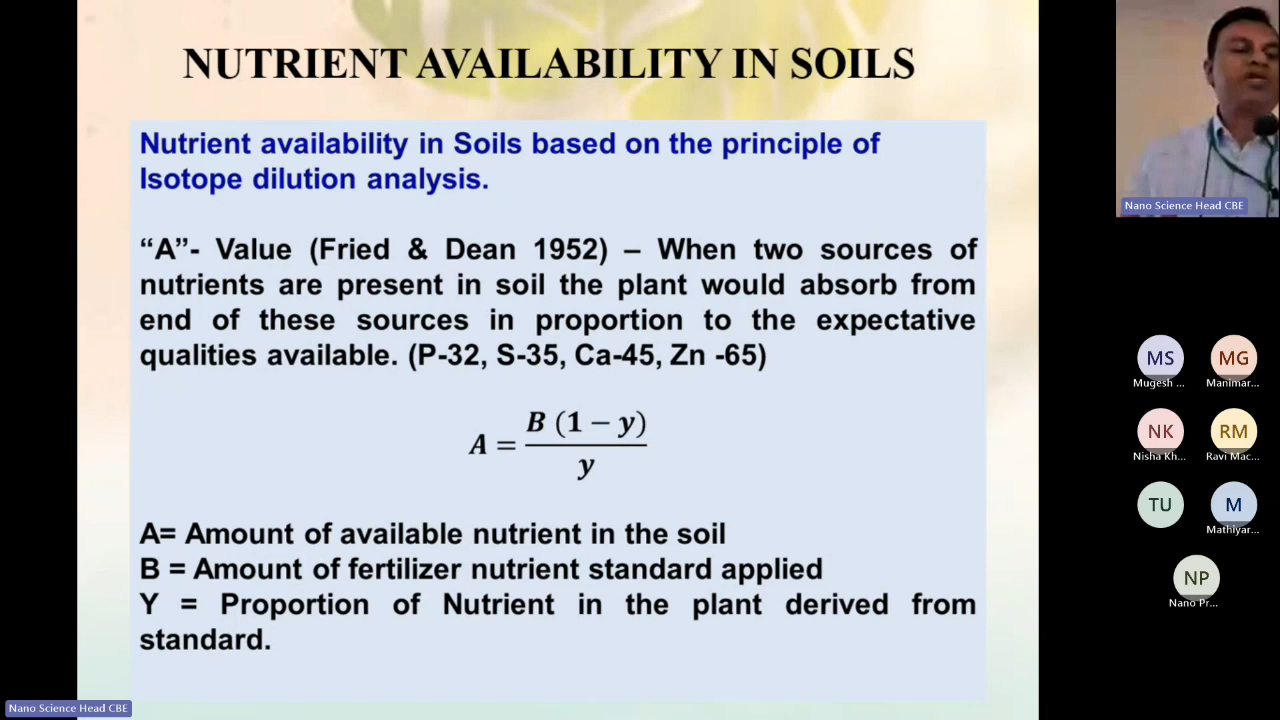 NUTRIENT AVAILABILITY IN SOILS
Nutrient availability in Soils based on the principle of
Isotope dilution analysis.
“A”- Value (Fried & Dean 1952) – When two sources of
nutrients are present in soil the plant would absorb from
end of these sources in proportion to the expectative
qualities available. (P-32, S-35, Ca-45, Zn -65)
A = B (1 − y) / y
A= Amount of available nutrient in the soil
B = Amount of fertilizer nutrient standard applied
Y = Proportion of Nutrient in the plant derived from
standard.
Nano Science Head CBE
Nano Science Head CBE
MS
MG
Mugesh ...
Manimar...
NK
RM
Nisha Kh...
Ravi Mac...
TU
M
Mathiyar...
NP
Nano Pr...